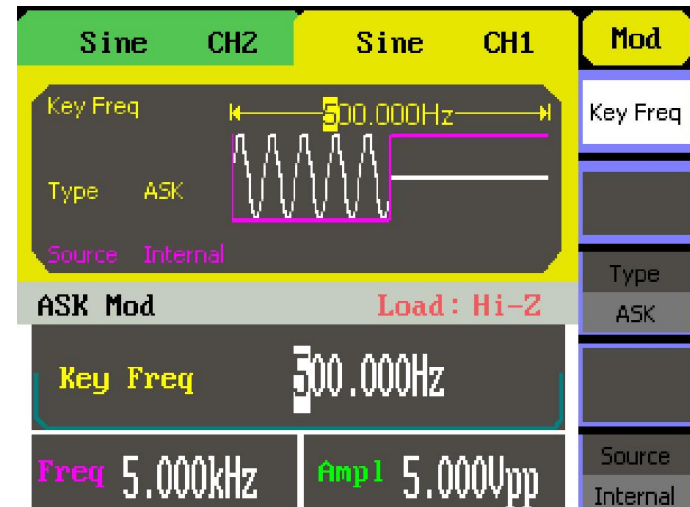 Sine CH2 Sine CH1 Mod
Key Freq 500.000Hz
Type ASK
Source Internal
ASK Mod Load: Hi-Z
Key Freq 500.000Hz
Freq 5.000kHz Ampl 5.000Vpp
Key Freq
Type
ASK
Source
Internal